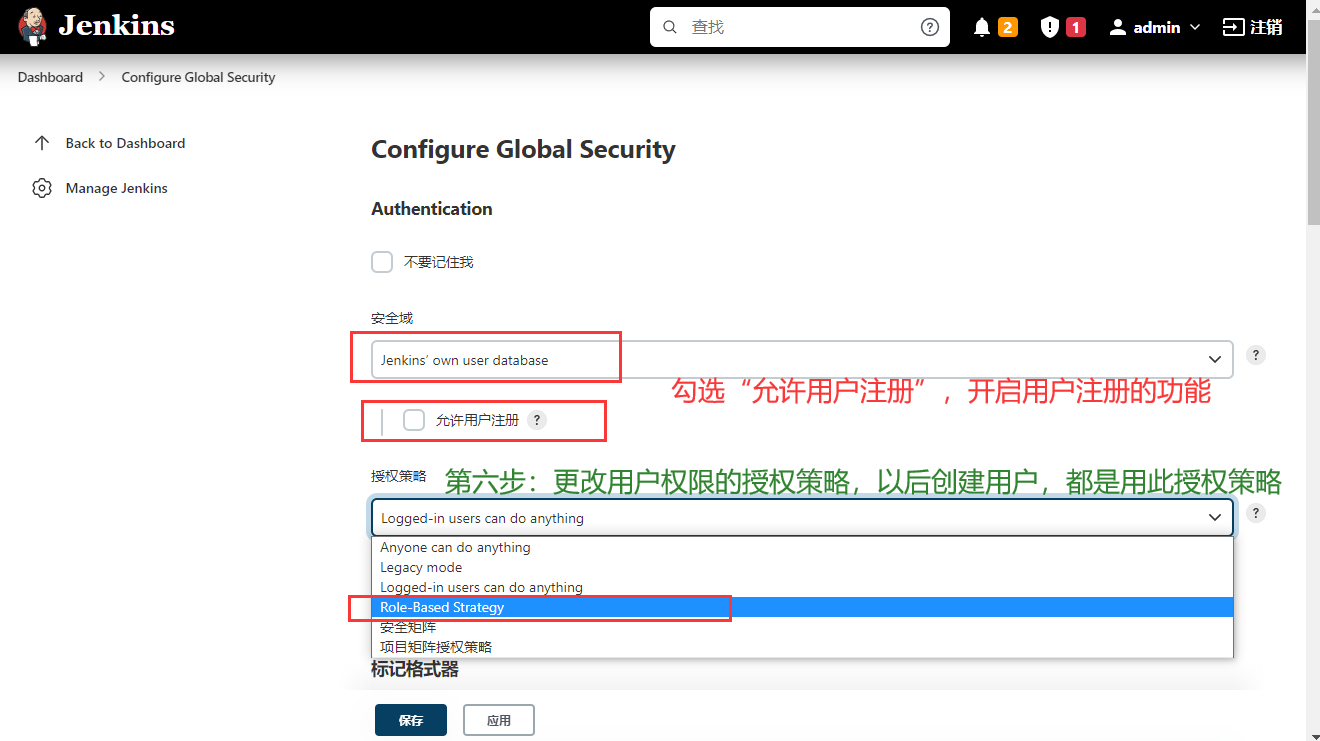 Jenkins
查找
?
2
1
admin
注销
Dashboard
Configure Global Security
Back to Dashboard
Manage Jenkins
Configure Global Security
Authentication
不要记住我
安全域
Jenkins’ own user database
?
勾选“允许用户注册”，开启用户注册的功能
允许用户注册 ?
授权策略
第六步：更改用户权限的授权策略，以后创建用户，都是用此授权策略
Logged-in users can do anything
?
Anyone can do anything
Legacy mode
Logged-in users can do anything
Role-Based Strategy
安全矩阵
项目矩阵授权策略
标记格式器
保存
应用